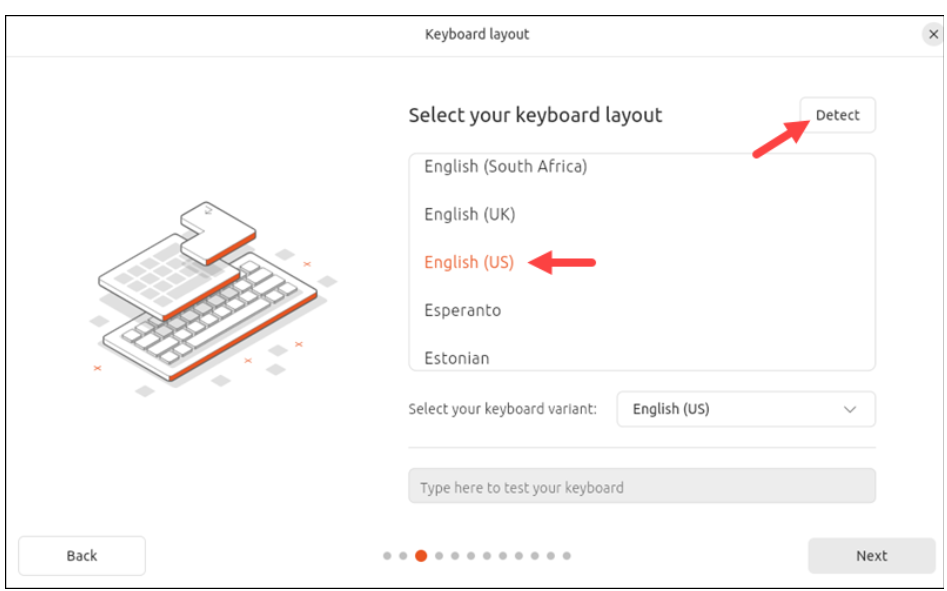 Keyboard layout
Select your keyboard layout
Detect
English (South Africa)
English (UK)
English (US)
Esperanto
Estonian
Select your keyboard variant: English (US)
Type here to test your keyboard
Back
Next